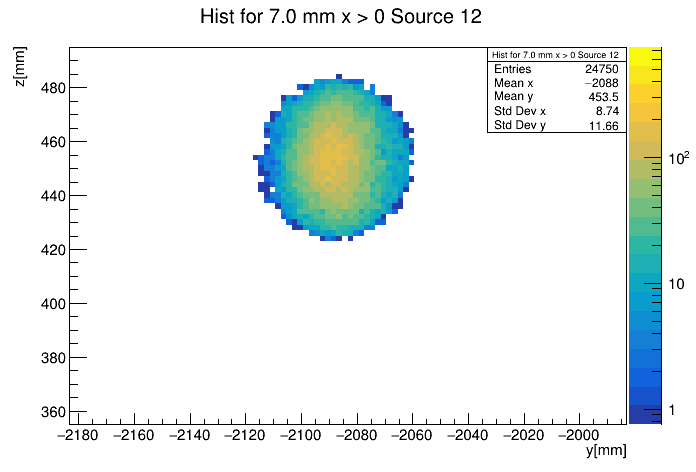 Hist for 7.0 mm x > 0 Source 12
z[mm]
Hist for 7.0 mm x > 0 Source 12
Entries 24750
Mean x −2088
Mean y 453.5
Std Dev x 8.74
Std Dev y 11.66
480
460
440
420
400
380
360
10²
10
1
−2180 −2160 −2140 −2120 −2100 −2080 −2060 −2040 −2020 −2000
y[mm]